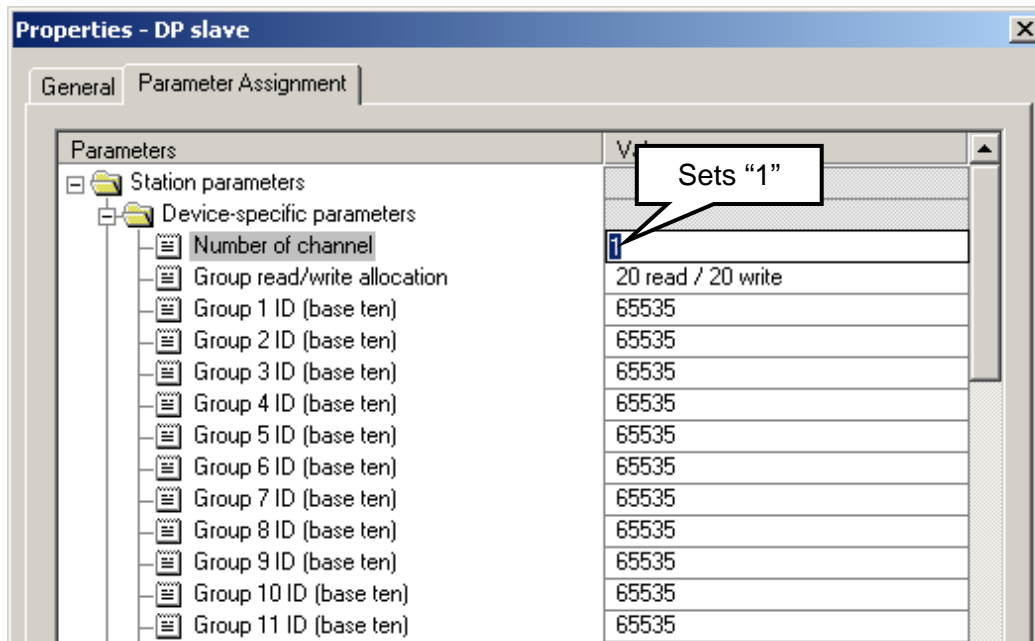 Properties - DP slave
General Parameter Assignment
Parameters
Sets “1”
Station parameters
Device-specific parameters
Number of channel 1
Group read/write allocation 20 read / 20 write
Group 1 ID (base ten) 65535
Group 2 ID (base ten) 65535
Group 3 ID (base ten) 65535
Group 4 ID (base ten) 65535
Group 5 ID (base ten) 65535
Group 6 ID (base ten) 65535
Group 7 ID (base ten) 65535
Group 8 ID (base ten) 65535
Group 9 ID (base ten) 65535
Group 10 ID (base ten) 65535
Group 11 ID (base ten) 65535